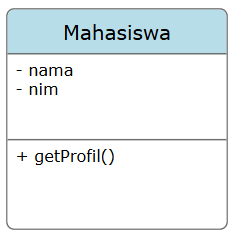 Mahasiswa
- nama
- nim
+ getProfil()